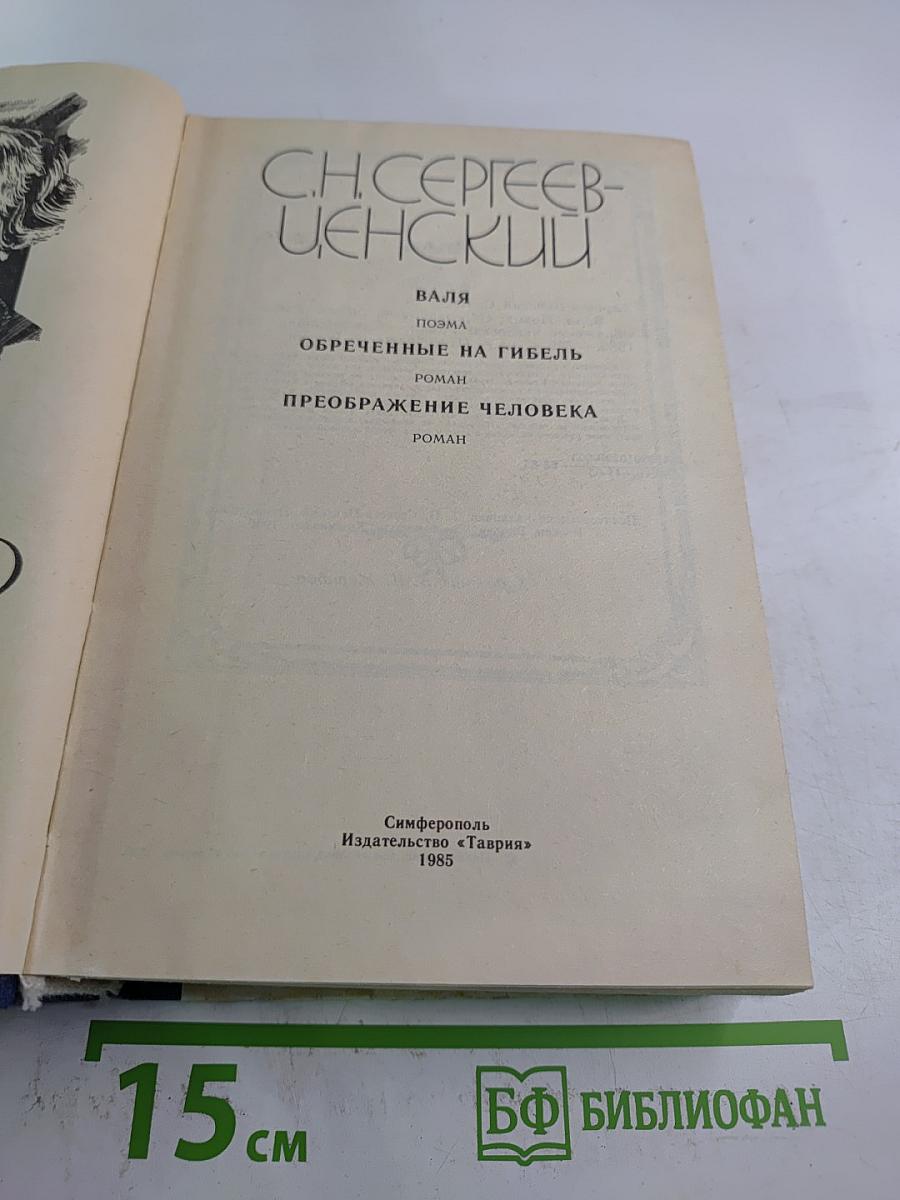 С.Н.СЕРГЕЕВ-
ЦЕНСКИЙ
ВАЛЯ
ПОЭМА
ОБРЕЧЕННЫЕ НА ГИБЕЛЬ
РОМАН
ПРЕОБРАЖЕНИЕ ЧЕЛОВЕКА
РОМАН
Симферополь
Издательство «Таврия»
1985
15 см
БФ БИБЛИОФАН